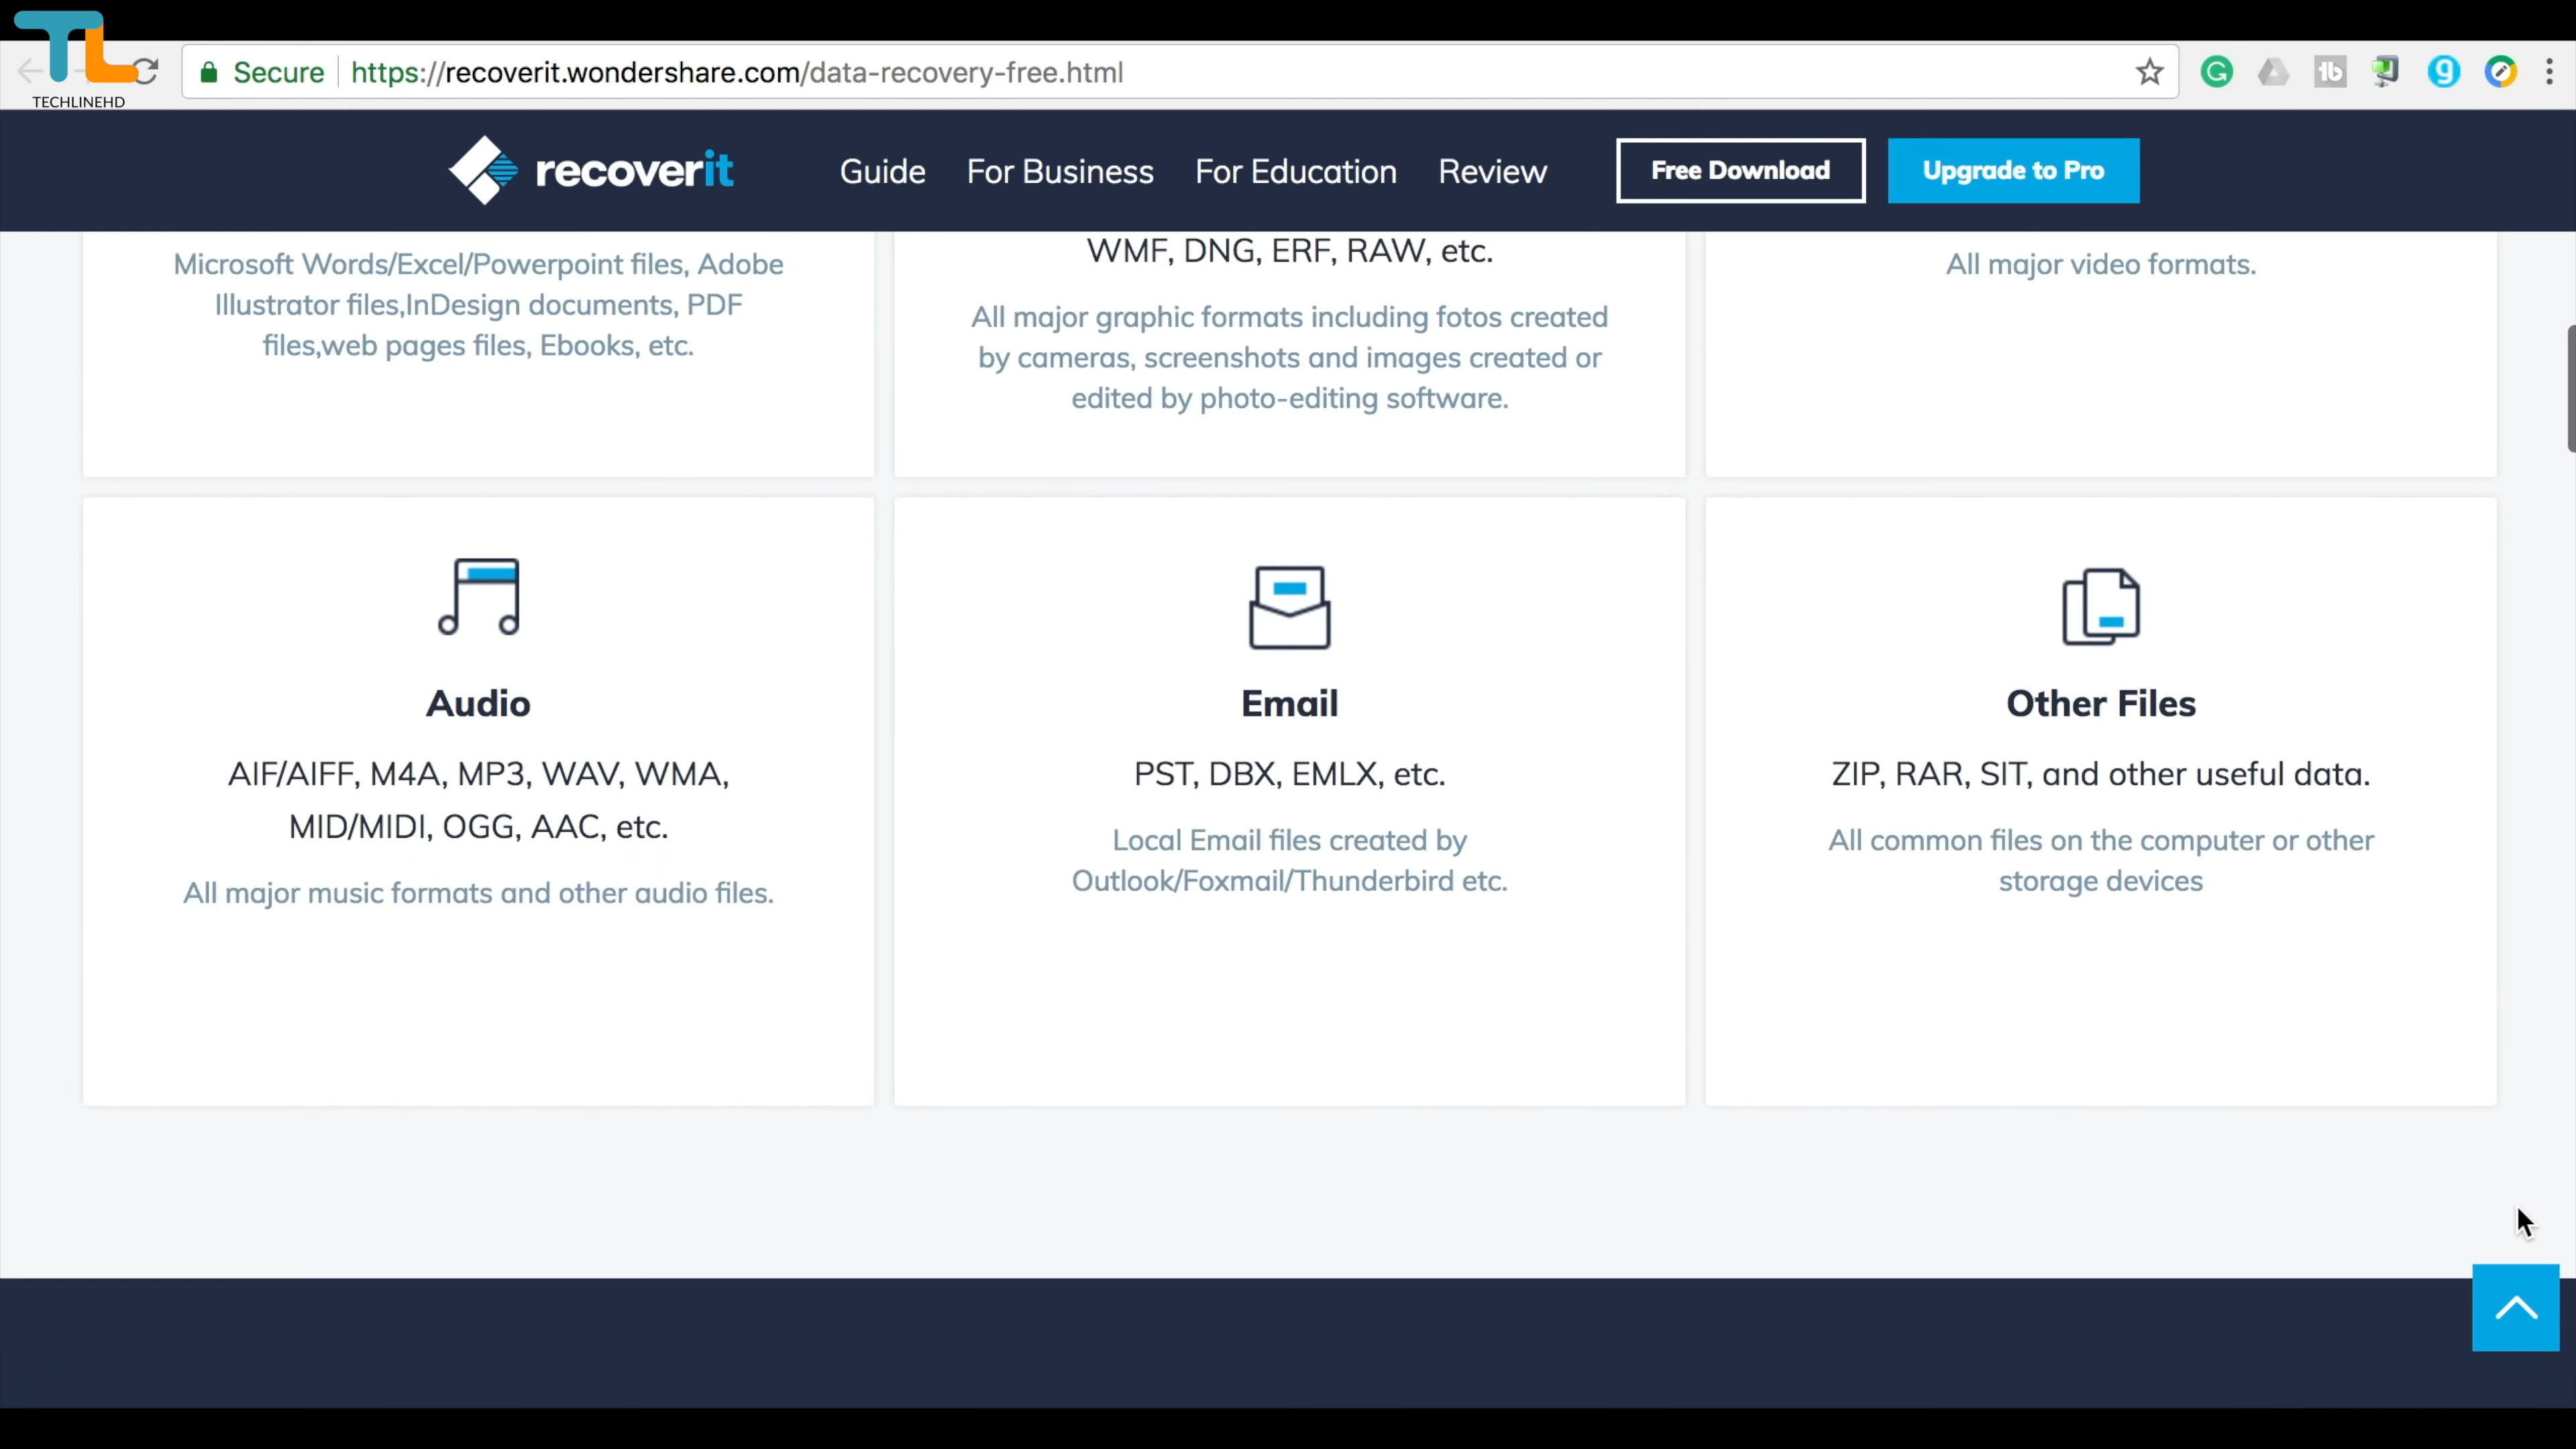 TECHLINEHD
Secure https://recoverit.wondershare.com/data-recovery-free.html
recoverit Guide For Business For Education Review Free Download Upgrade to Pro
Microsoft Words/Excel/Powerpoint files, Adobe
Illustrator files,InDesign documents, PDF
files,web pages files, Ebooks, etc.
WMF, DNG, ERF, RAW, etc.
All major graphic formats including fotos created
by cameras, screenshots and images created or
edited by photo-editing software.
All major video formats.
Audio
AIF/AIFF, M4A, MP3, WAV, WMA,
MID/MIDI, OGG, AAC, etc.
All major music formats and other audio files.
Email
PST, DBX, EMLX, etc.
Local Email files created by
Outlook/Foxmail/Thunderbird etc.
Other Files
ZIP, RAR, SIT, and other useful data.
All common files on the computer or other
storage devices